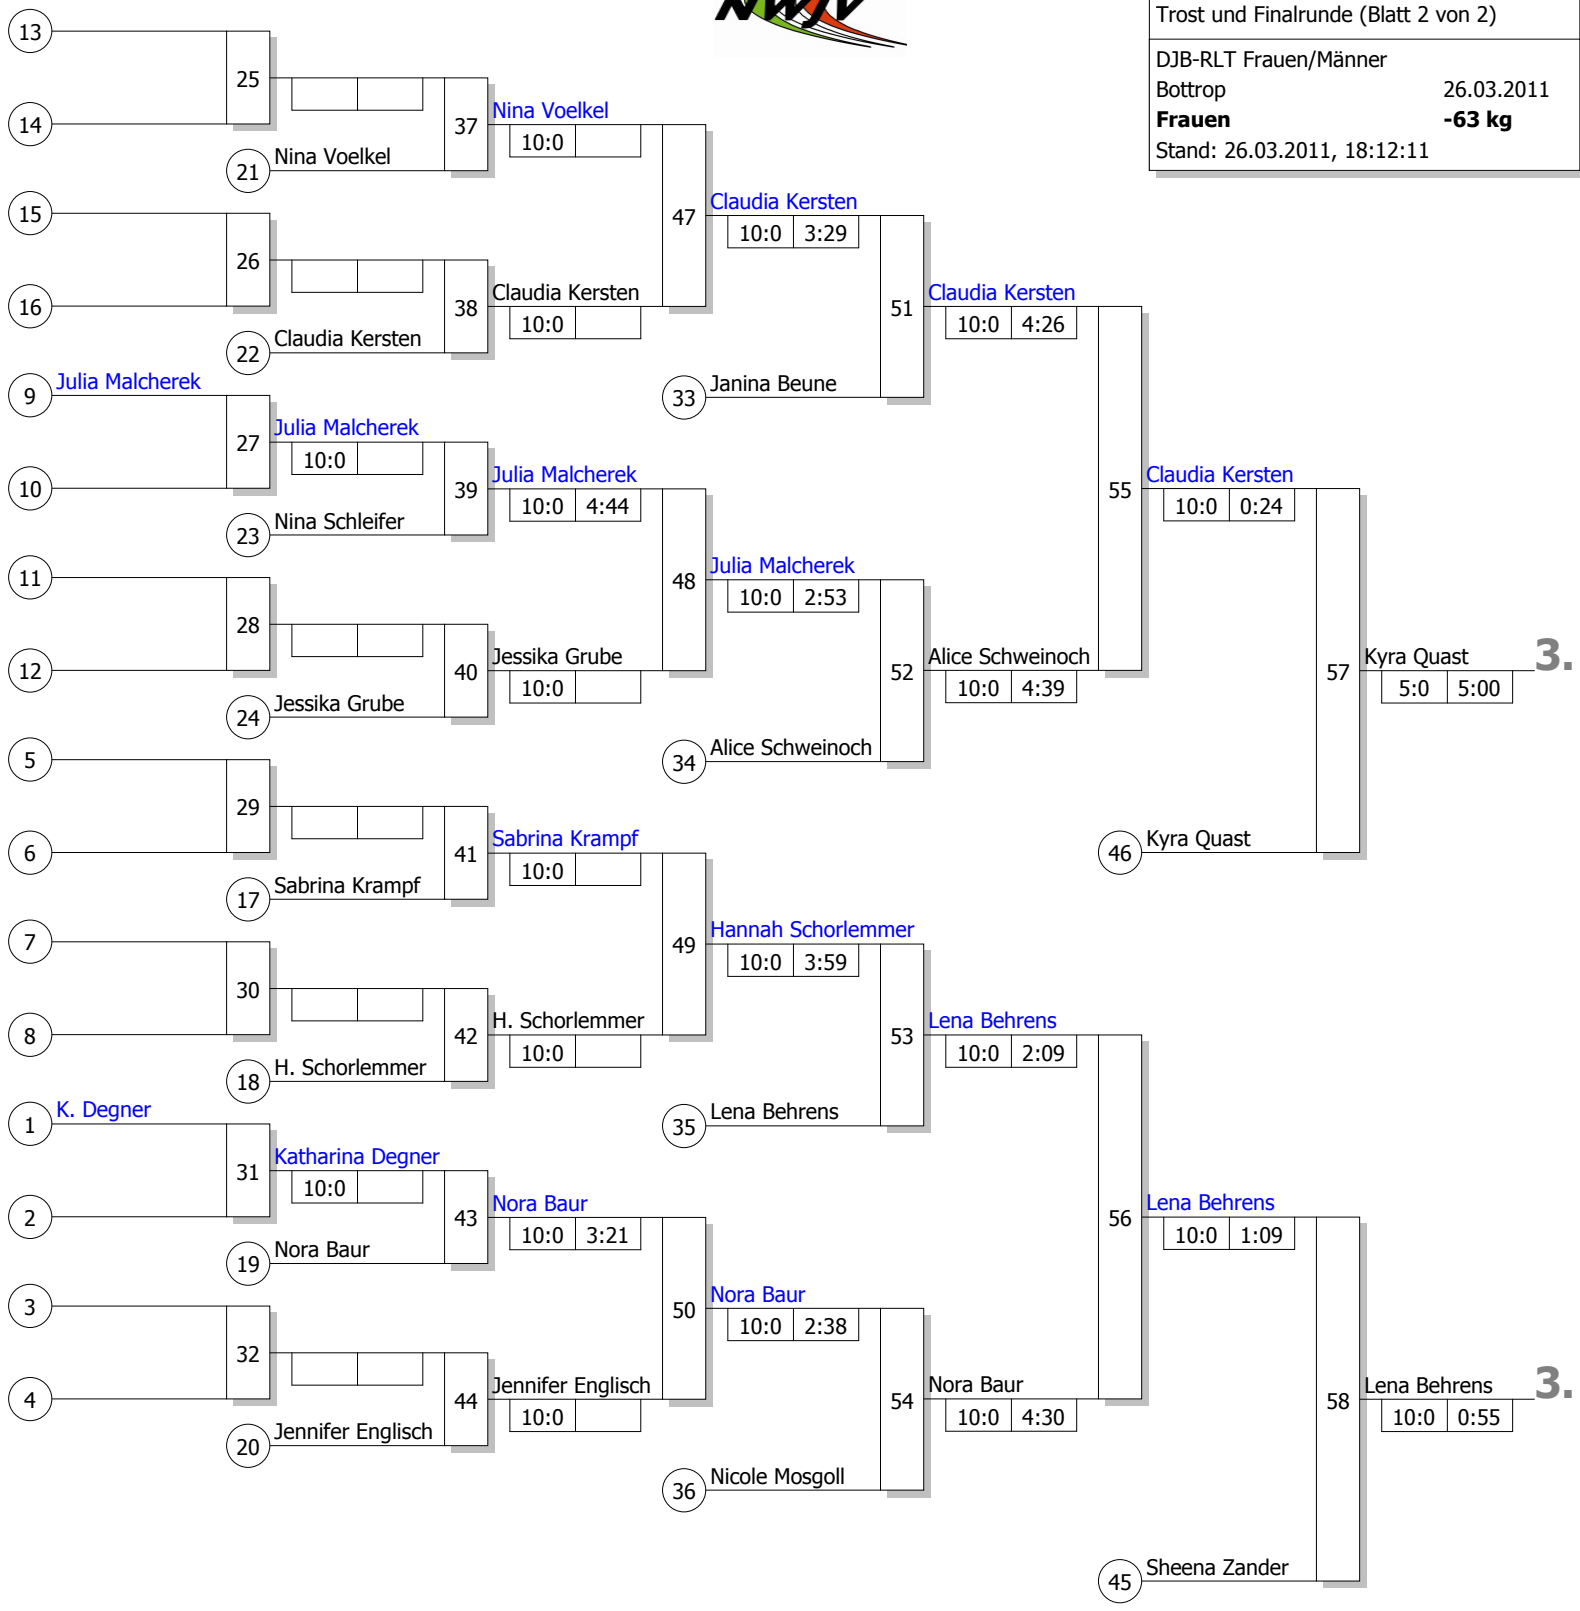 NWJV
Trost und Finalrunde (Blatt 2 von 2)
DJB-RLT Frauen/Männer
Bottrop 26.03.2011
Frauen -63 kg
Stand: 26.03.2011, 18:12:11
13
25
14
37
Nina Voelkel
10:0
21 Nina Voelkel
15
47
Claudia Kersten
10:0 3:29
26
16
38
Claudia Kersten
10:0
22 Claudia Kersten
51
Claudia Kersten
10:0 4:26
33 Janina Beune
9 Julia Malcherek
27
Julia Malcherek
10:0
10
39
Julia Malcherek
10:0 4:44
23 Nina Schleifer
55
Claudia Kersten
10:0 0:24
11
48
Julia Malcherek
10:0 2:53
28
12
40
Jessika Grube
10:0
24 Jessika Grube
52
Alice Schweinoch
10:0 4:39
34 Alice Schweinoch
57
Kyra Quast 3.
5:0 5:00
5
29
6
41
Sabrina Krampf
10:0
17 Sabrina Krampf
46 Kyra Quast
7
49
Hannah Schorlemmer
10:0 3:59
30
8
42
H. Schorlemmer
10:0
18 H. Schorlemmer
53
Lena Behrens
10:0 2:09
35 Lena Behrens
1 K. Degner
31
Katharina Degner
10:0
2
43
Nora Baur
10:0 3:21
19 Nora Baur
56
Lena Behrens
10:0 1:09
3
50
Nora Baur
10:0 2:38
32
4
44
Jennifer Englisch
10:0
20 Jennifer Englisch
54
Nora Baur
10:0 4:30
36 Nicole Mosgoll
58
Lena Behrens 3.
10:0 0:55
45 Sheena Zander